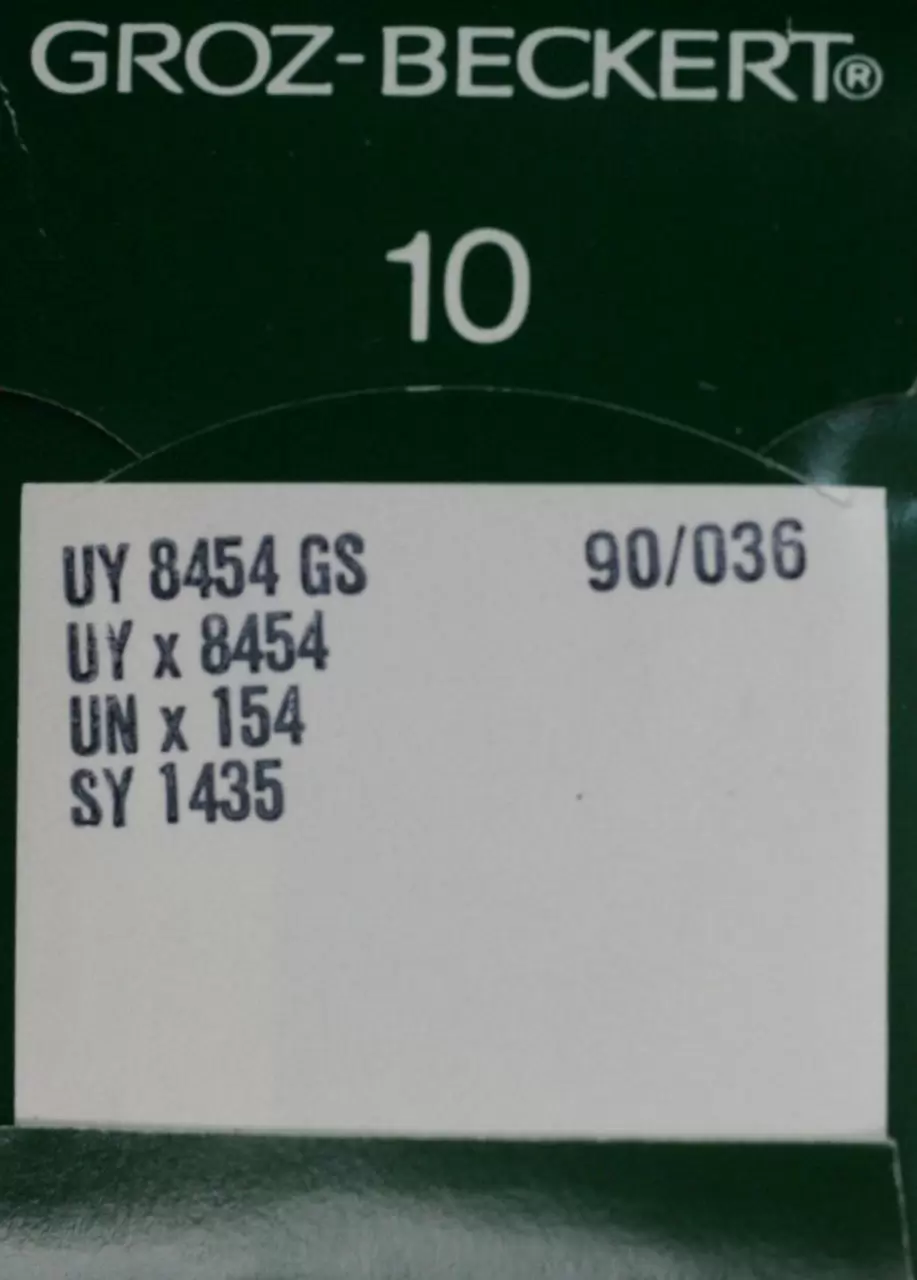 GROZ-BECKERT®
10
UY 8454 GS 90/036
UY x 8454
UN x 154
SY 1435